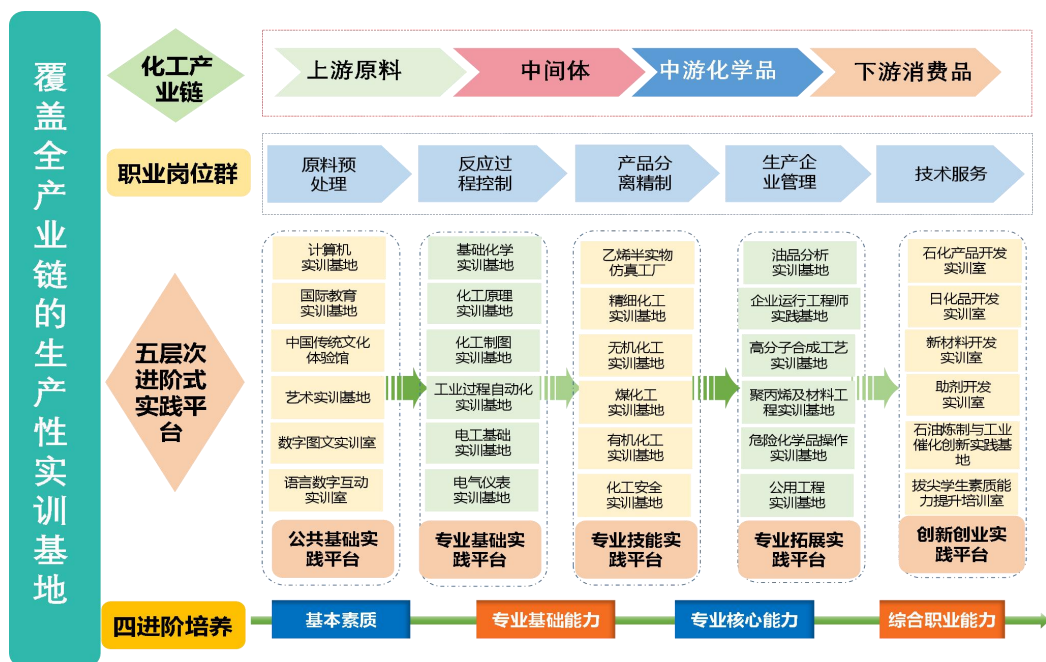 覆盖全产业链的生产性实训基地
化工产
业链
上游原料
中间体
中游化学品
下游消费品
职业岗位群
原料预
处理
反应过
程控制
产品分
离精制
生产企
业管理
技术服务
五层次
进阶式
实践平
台
计算机
实训基地
国际教育
实训基地
中国传统文化
体验馆
艺术实训基地
数字图文实训室
语言数字互动
实训室
公共基础实
践平台
基础化学
实训基地
化工原理
实训基地
化工制图
实训基地
工业过程自动化
实训基地
电工基础
实训基地
电气仪表
实训基地
专业基础实
践平台
乙烯半实物
仿真工厂
精细化工
实训基地
无机化工
实训基地
煤化工
实训基地
有机化工
实训基地
化工安全
实训基地
专业技能实
践平台
油品分析
实训基地
企业运行工程师
实践基地
高分子合成工艺
实训基地
聚丙烯及材料工
程实训基地
危险化学品操作
实训基地
公用工程
实训基地
专业拓展实
践平台
石化产品开发
实训室
日化品开发
实训室
新材料开发
实训室
助剂开发
实训室
石油炼制与工业
催化创新实践基
地
拔尖学生素质能
力提升培训室
创新创业实
践平台
四进阶培养
基本素质
专业基础能力
专业核心能力
综合职业能力